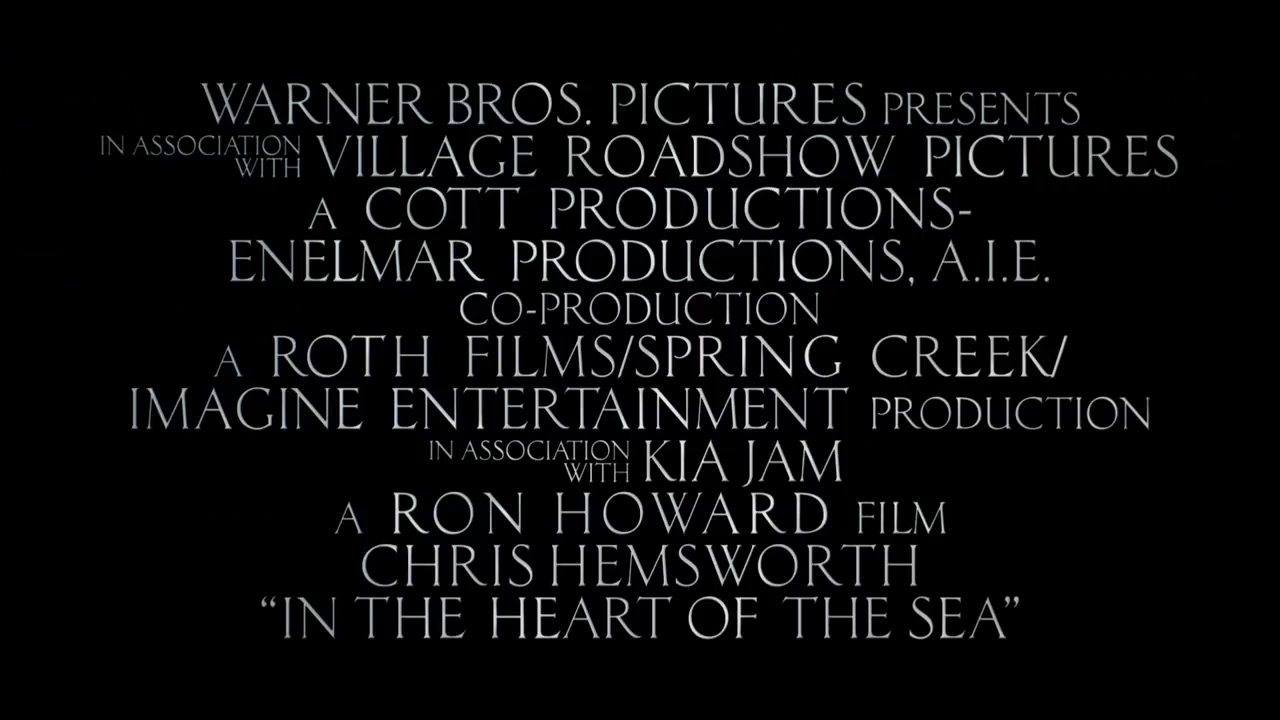 WARNER BROS. PICTURES PRESENTS
IN ASSOCIATION WITH VILLAGE ROADSHOW PICTURES
A COTT PRODUCTIONS-
ENELMAR PRODUCTIONS, A.I.E.
CO-PRODUCTION
A ROTH FILMS/SPRING CREEK/
IMAGINE ENTERTAINMENT PRODUCTION
IN ASSOCIATION WITH KIA JAM
A RON HOWARD FILM
CHRIS HEMSWORTH
“IN THE HEART OF THE SEA”